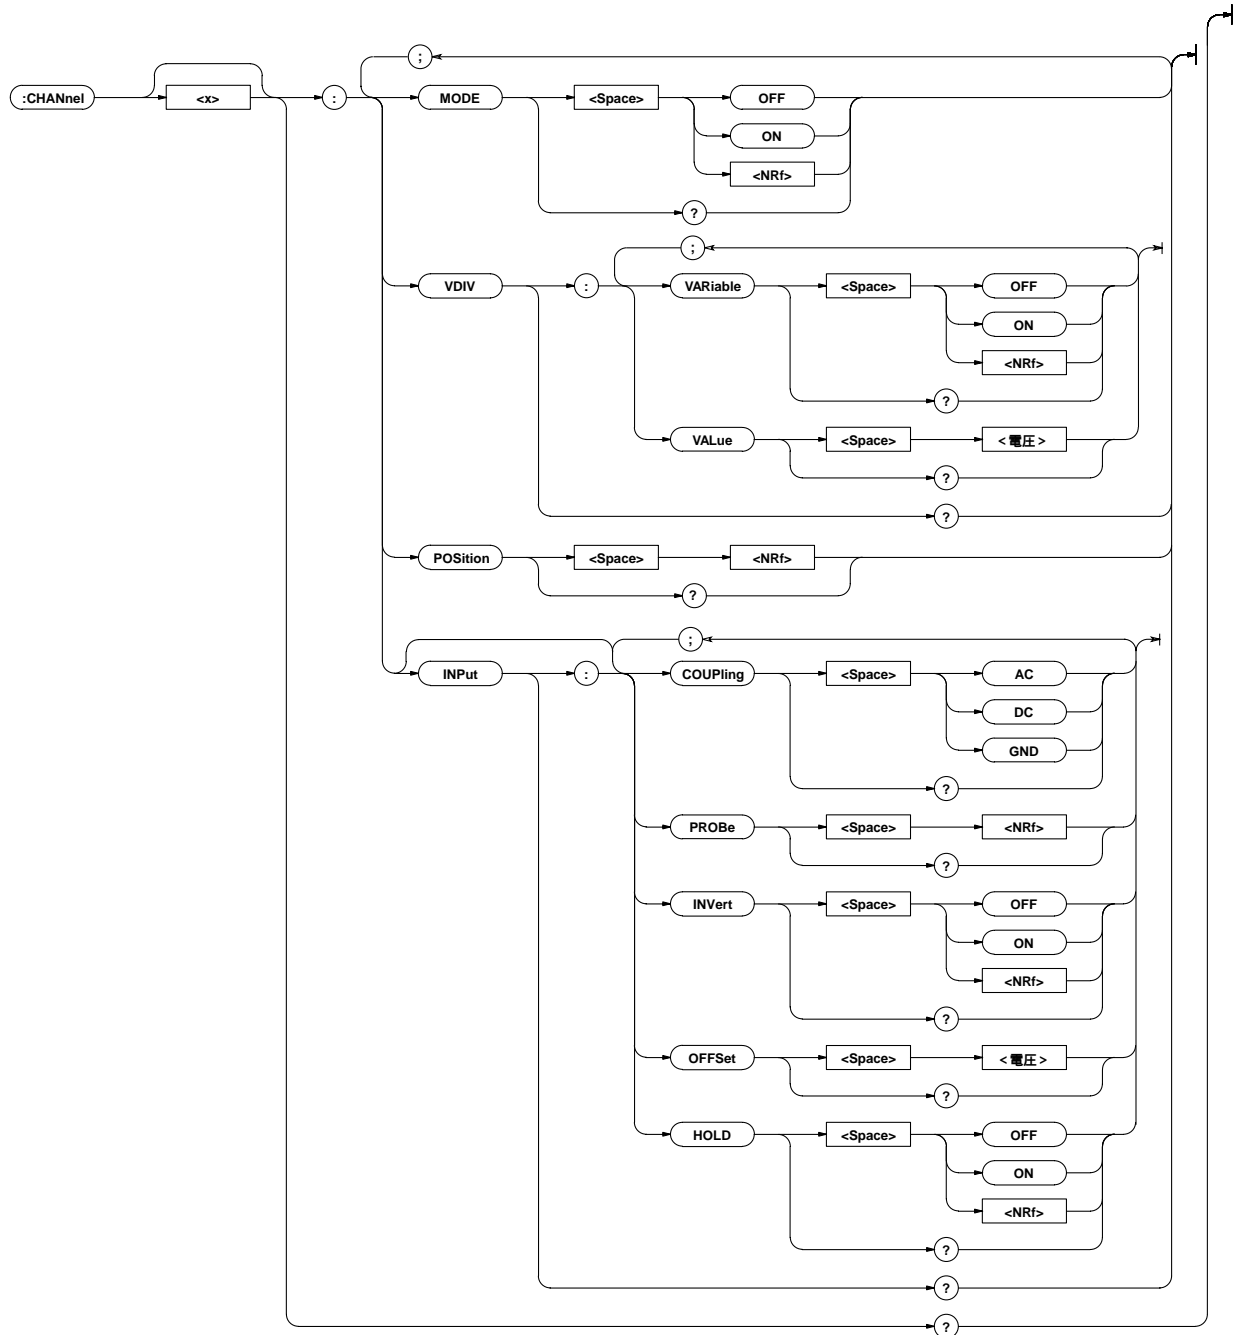 ;
:CHANnel <x> : MODE <Space> OFF
ON
<NRf>
?
;
VDIV : VARiable <Space> OFF
ON
<NRf>
?
VALue <Space> <電圧>
?
?
POSition <Space> <NRf>
?
;
INPut : COUPling <Space> AC
DC
GND
?
PROBe <Space> <NRf>
?
INVert <Space> OFF
ON
<NRf>
?
OFFSet <Space> <電圧>
?
HOLD <Space> OFF
ON
<NRf>
?
?
?